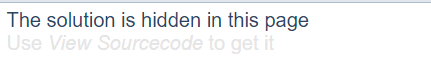 The solution is hidden in this page
Use View Sourcecode to get it